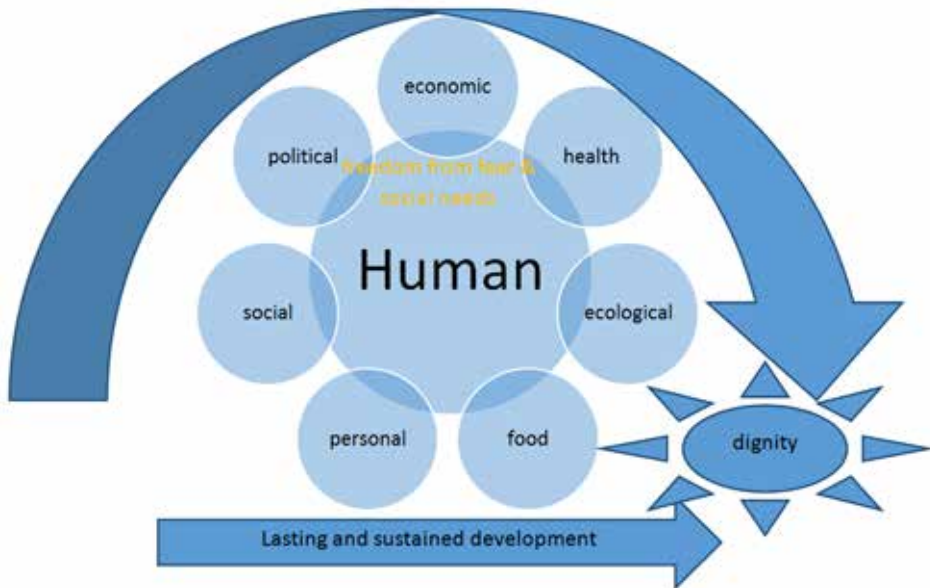 economic
political
health
freedom from fear &
social needs
Human
social
ecological
personal
food
dignity
Lasting and sustained development